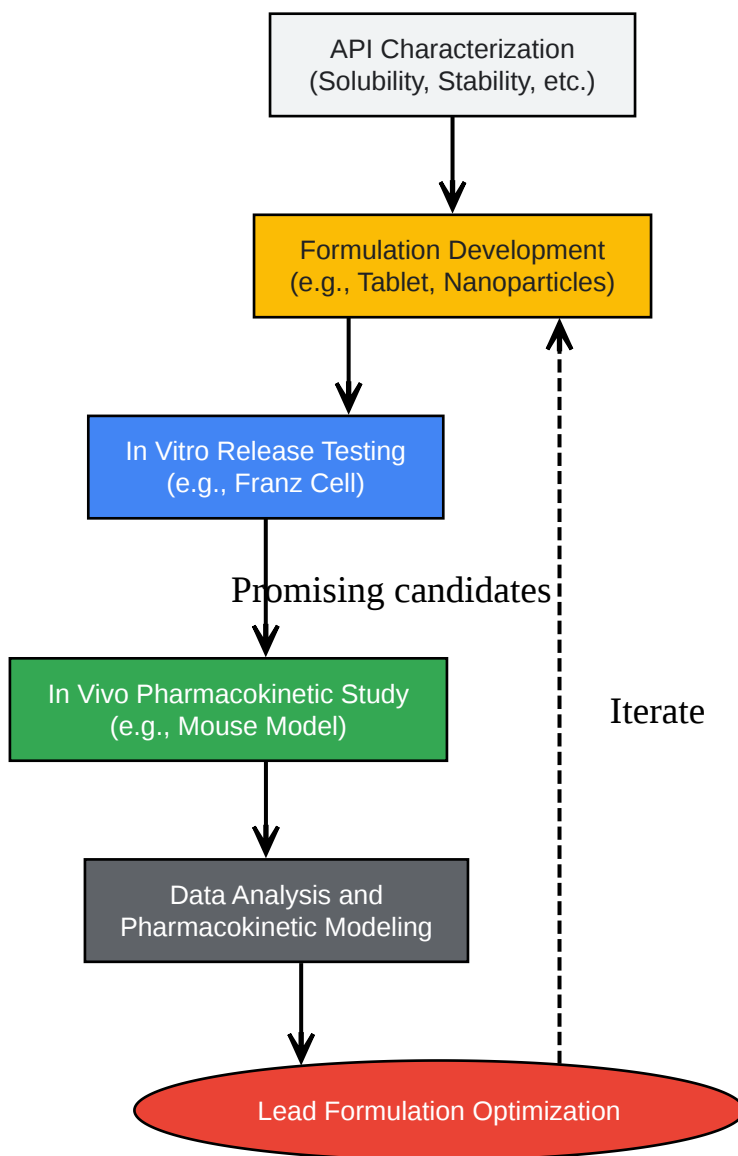 API Characterization
(Solubility, Stability, etc.)
Formulation Development
(e.g., Tablet, Nanoparticles)
In Vitro Release Testing
(e.g., Franz Cell)
Promising candidates
In Vivo Pharmacokinetic Study
(e.g., Mouse Model)
Iterate
Data Analysis and
Pharmacokinetic Modeling
Lead Formulation Optimization